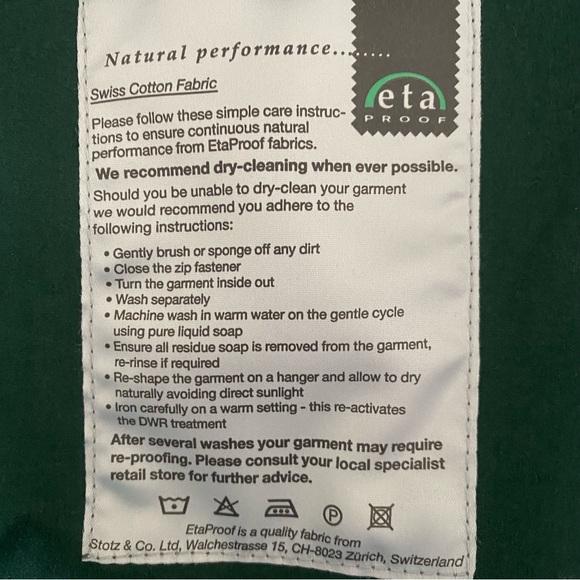 Natural performance........
eta
PROOF
Swiss Cotton Fabric
Please follow these simple care instruc-
tions to ensure continuous natural
performance from EtaProof fabrics.
We recommend dry-cleaning when ever possible.
Should you be unable to dry-clean your garment
we would recommend you adhere to the
following instructions:
• Gently brush or sponge off any dirt
• Close the zip fastener
• Turn the garment inside out
• Wash separately
• Machine wash in warm water on the gentle cycle
using pure liquid soap
• Ensure all residue soap is removed from the garment,
re-rinse if required
• Re-shape the garment on a hanger and allow to dry
naturally avoiding direct sunlight
• Iron carefully on a warm setting - this re-activates
the DWR treatment
After several washes your garment may require
re-proofing. Please consult your local specialist
retail store for further advice.
P
EtaProof is a quality fabric from
Stotz & Co. Ltd, Walchestrasse 15, CH-8023 Zürich, Switzerland